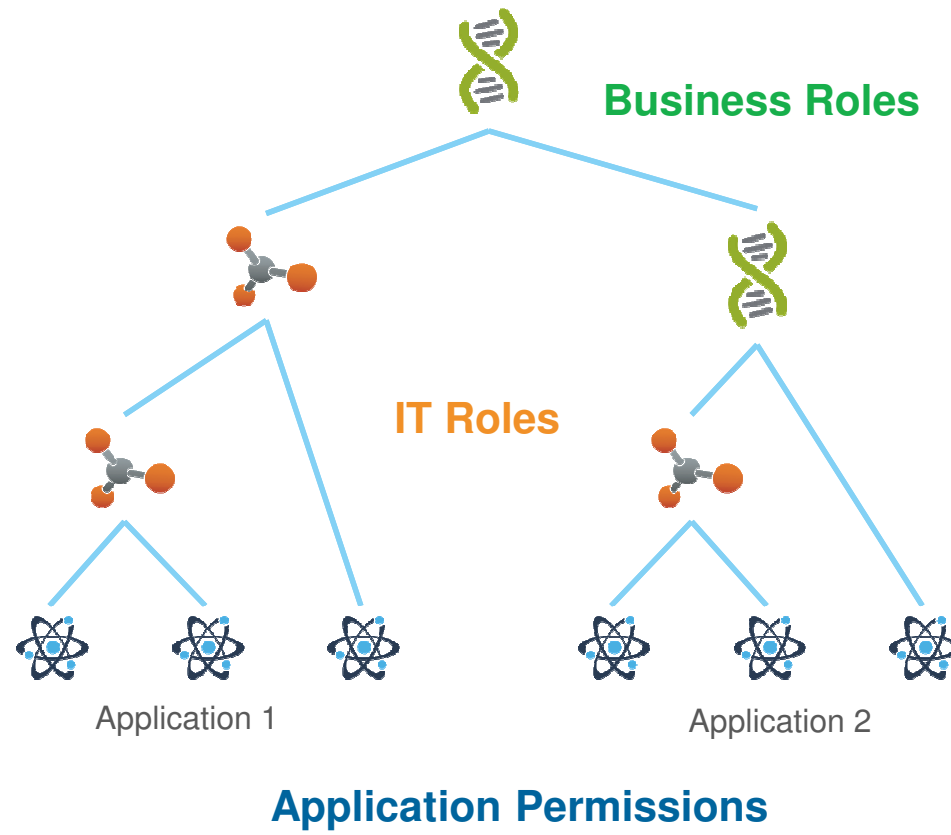 Business Roles
IT Roles
Application 1
Application 2
Application Permissions